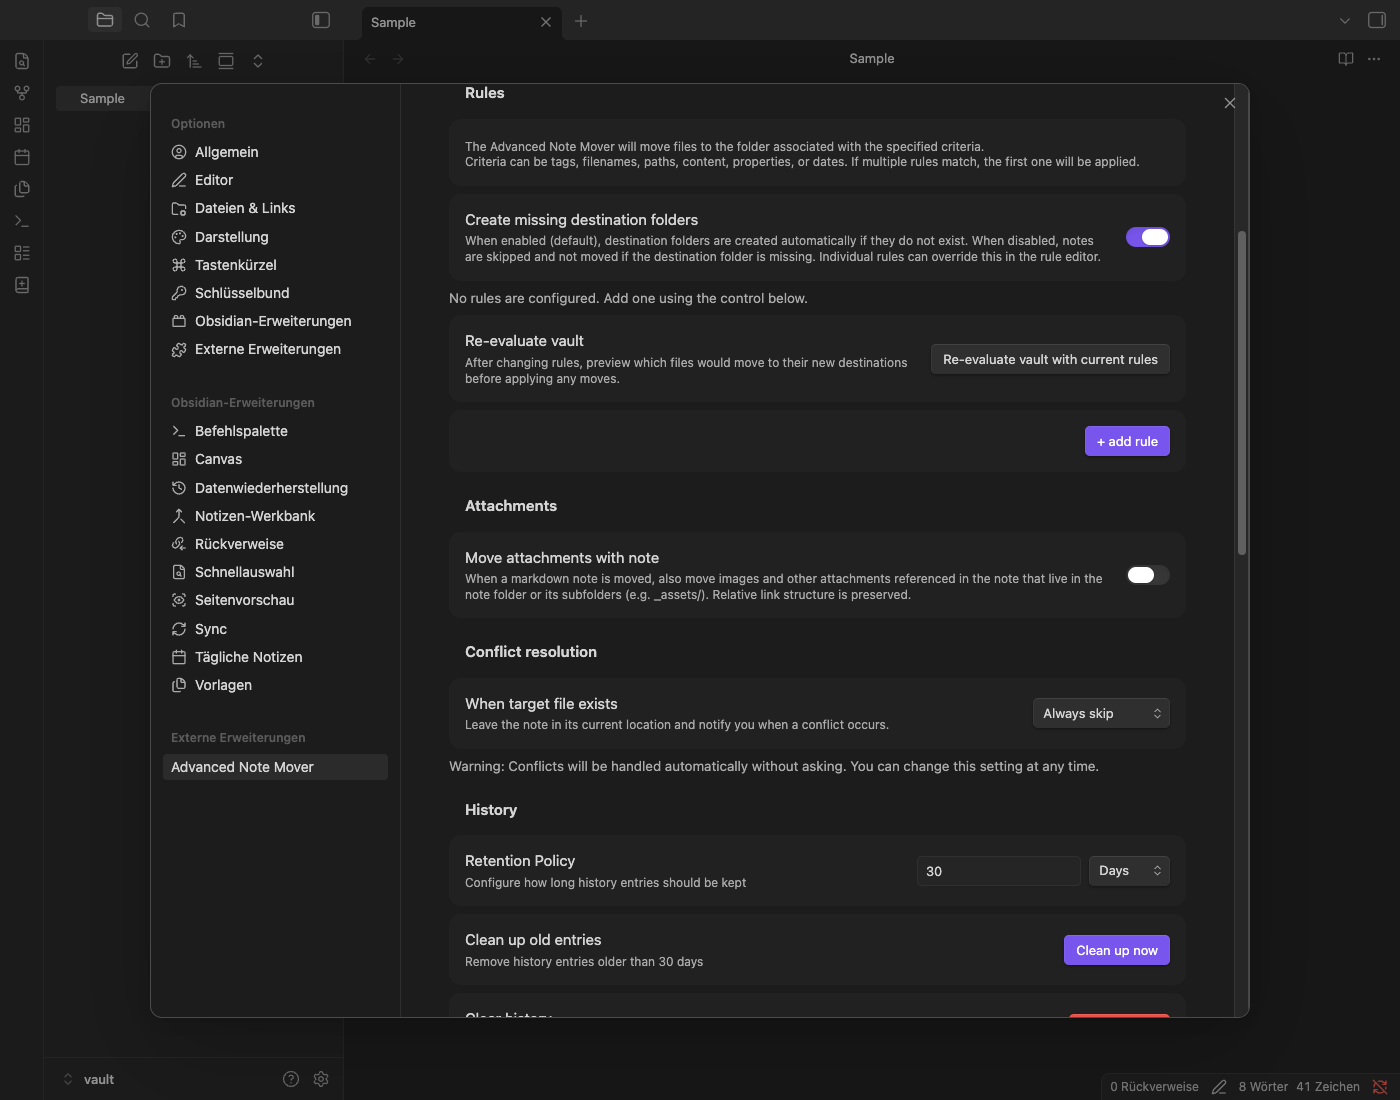 Sample
Sample
Sample
Optionen
Allgemein
Editor
Dateien & Links
Darstellung
Tastenkürzel
Schlüsselbund
Obsidian-Erweiterungen
Externe Erweiterungen
Obsidian-Erweiterungen
Befehlspalette
Canvas
Datenwiederherstellung
Notizen-Werkbank
Rückverweise
Schnellauswahl
Seitenvorschau
Sync
Tägliche Notizen
Vorlagen
Externe Erweiterungen
Advanced Note Mover
Rules
The Advanced Note Mover will move files to the folder associated with the specified criteria.
Criteria can be tags, filenames, paths, content, properties, or dates. If multiple rules match, the first one will be applied.
Create missing destination folders
When enabled (default), destination folders are created automatically if they do not exist. When disabled, notes
are skipped and not moved if the destination folder is missing. Individual rules can override this in the rule editor.
No rules are configured. Add one using the control below.
Re-evaluate vault
After changing rules, preview which files would move to their new destinations
before applying any moves.
Re-evaluate vault with current rules
+ add rule
Attachments
Move attachments with note
When a markdown note is moved, also move images and other attachments referenced in the note that live in the
note folder or its subfolders (e.g. _assets/). Relative link structure is preserved.
Conflict resolution
When target file exists
Leave the note in its current location and notify you when a conflict occurs.
Always skip
Warning: Conflicts will be handled automatically without asking. You can change this setting at any time.
History
Retention Policy
Configure how long history entries should be kept
30
Days
Clean up old entries
Remove history entries older than 30 days
Clean up now
Clear history
vault
0 Rückverweise
8 Wörter
41 Zeichen